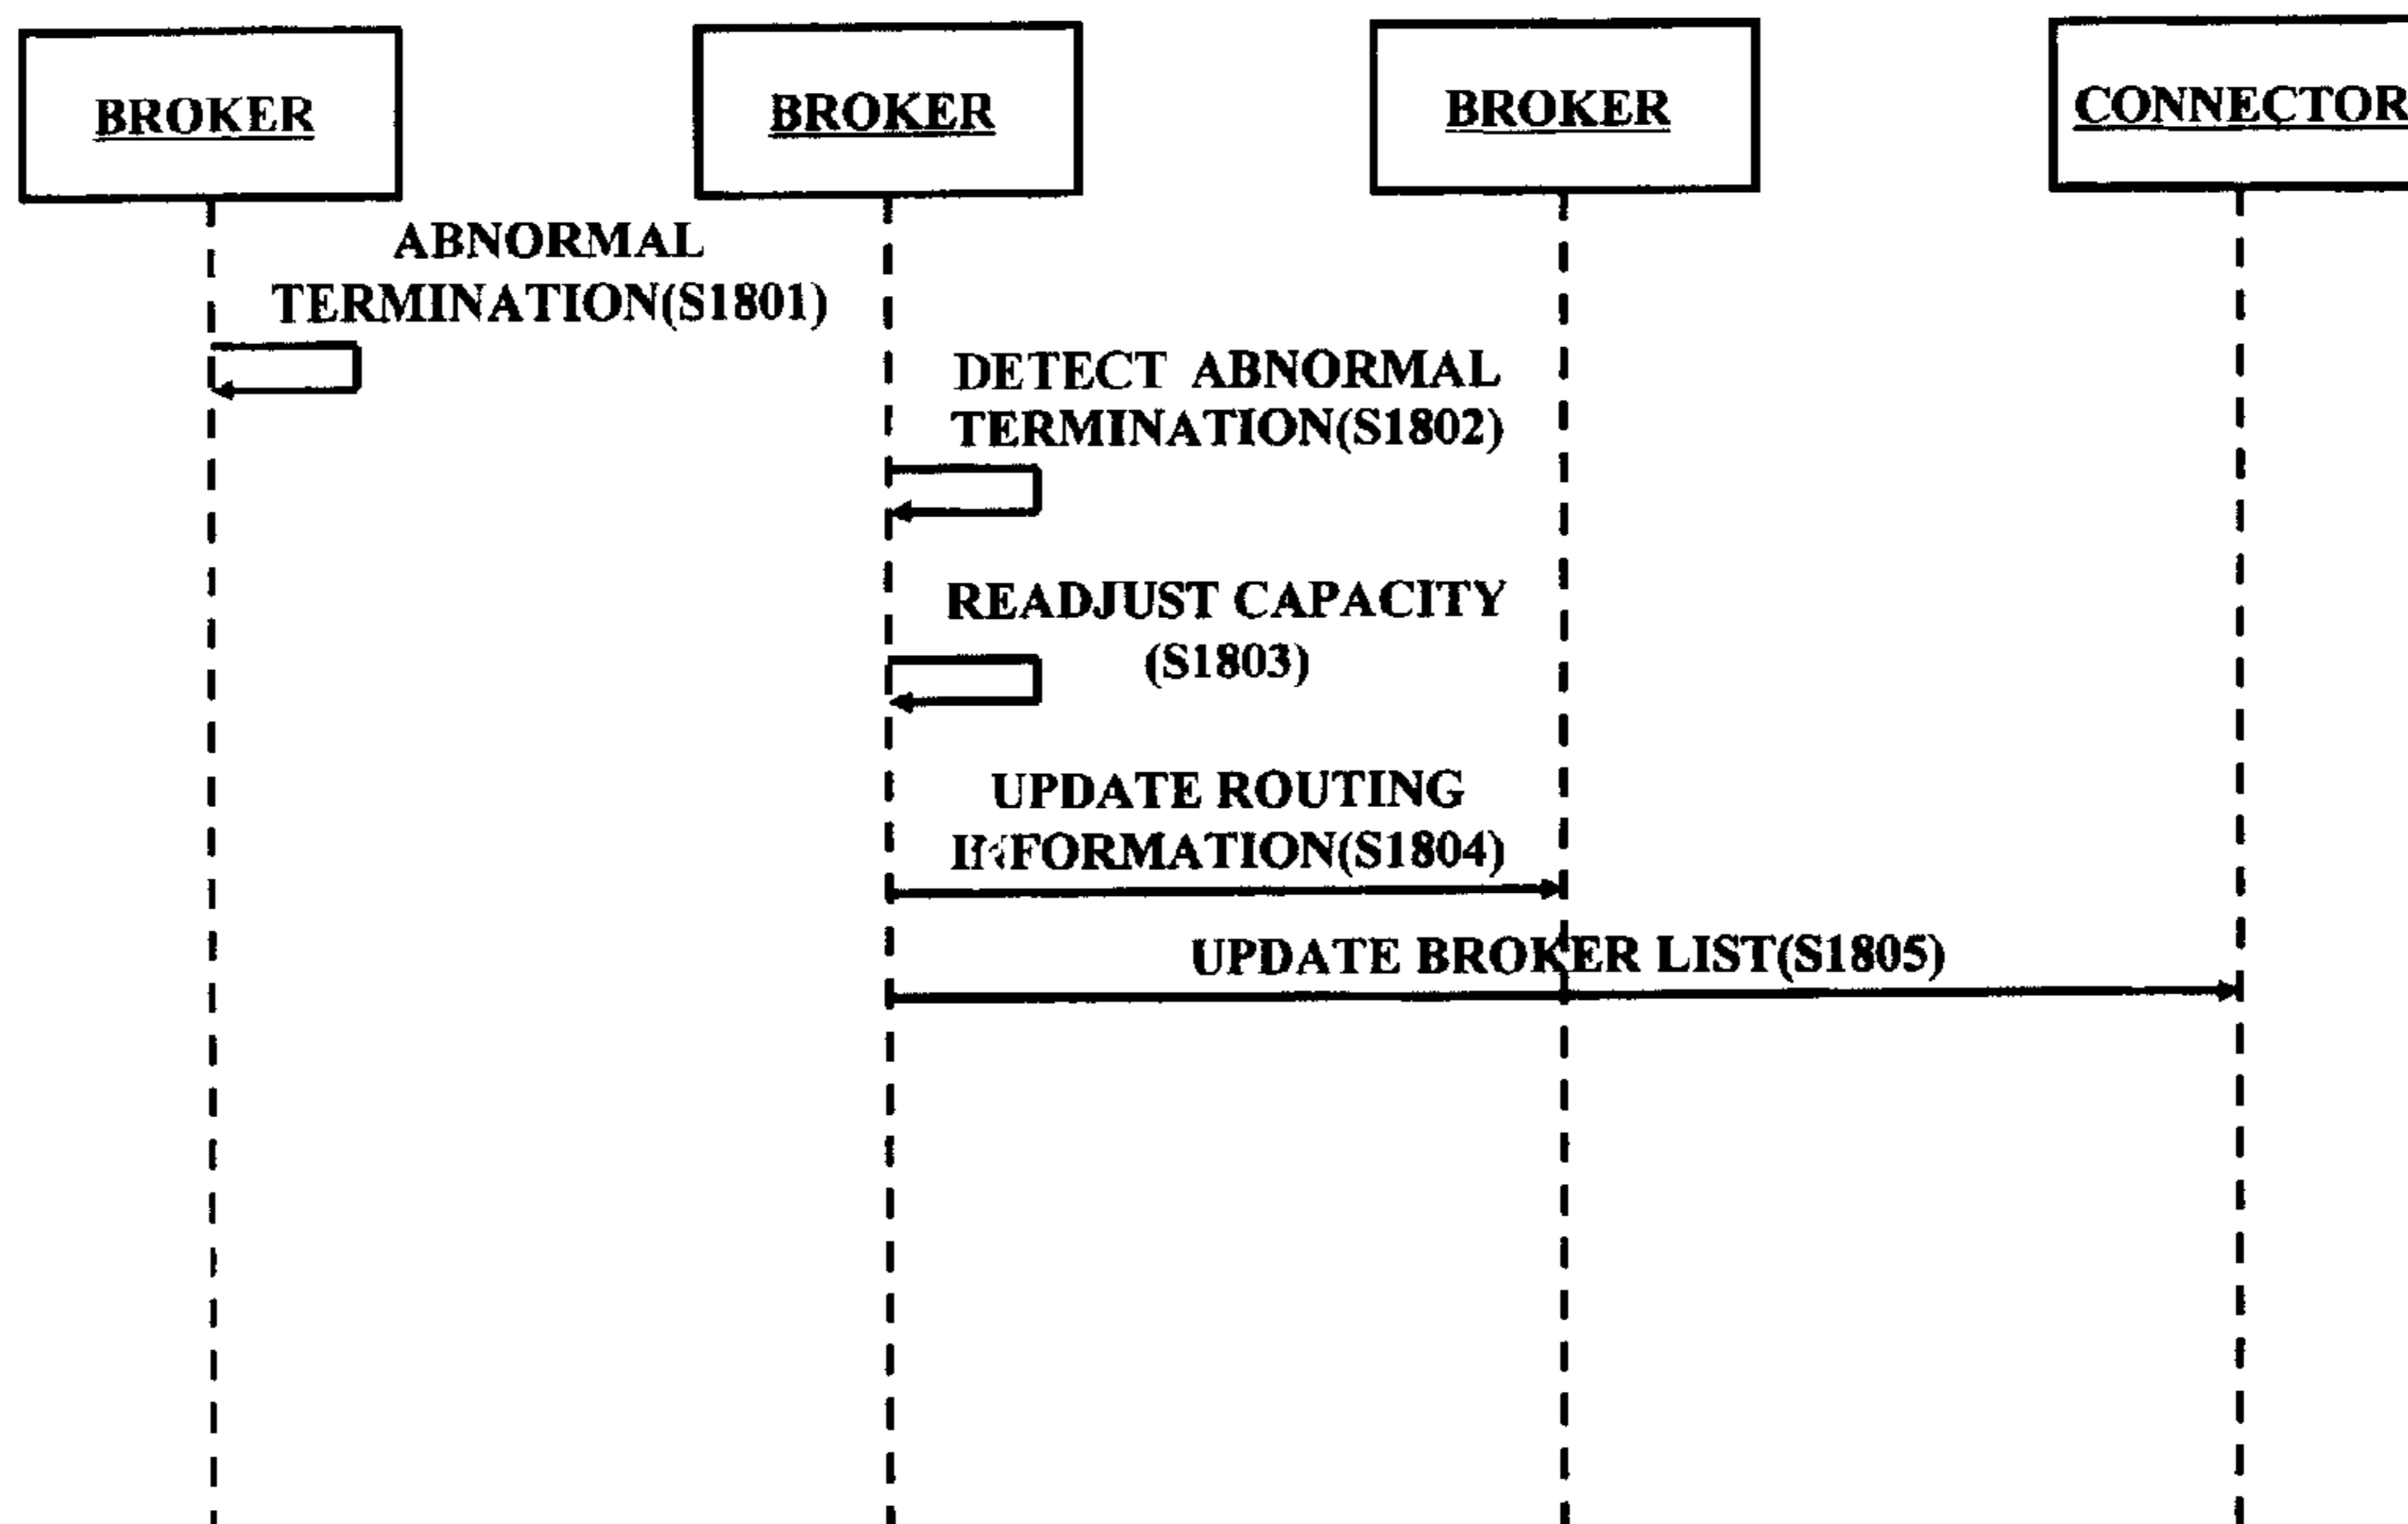 BROKER
BROKER
BROKER
CONNECTOR
ABNORMAL
TERMINATION(S1801)
DETECT ABNORMAL
TERMINATION(S1802)
READJUST CAPACITY
(S1803)
UPDATE ROUTING
INFORMATION(S1804)
UPDATE BROKER LIST(S1805)